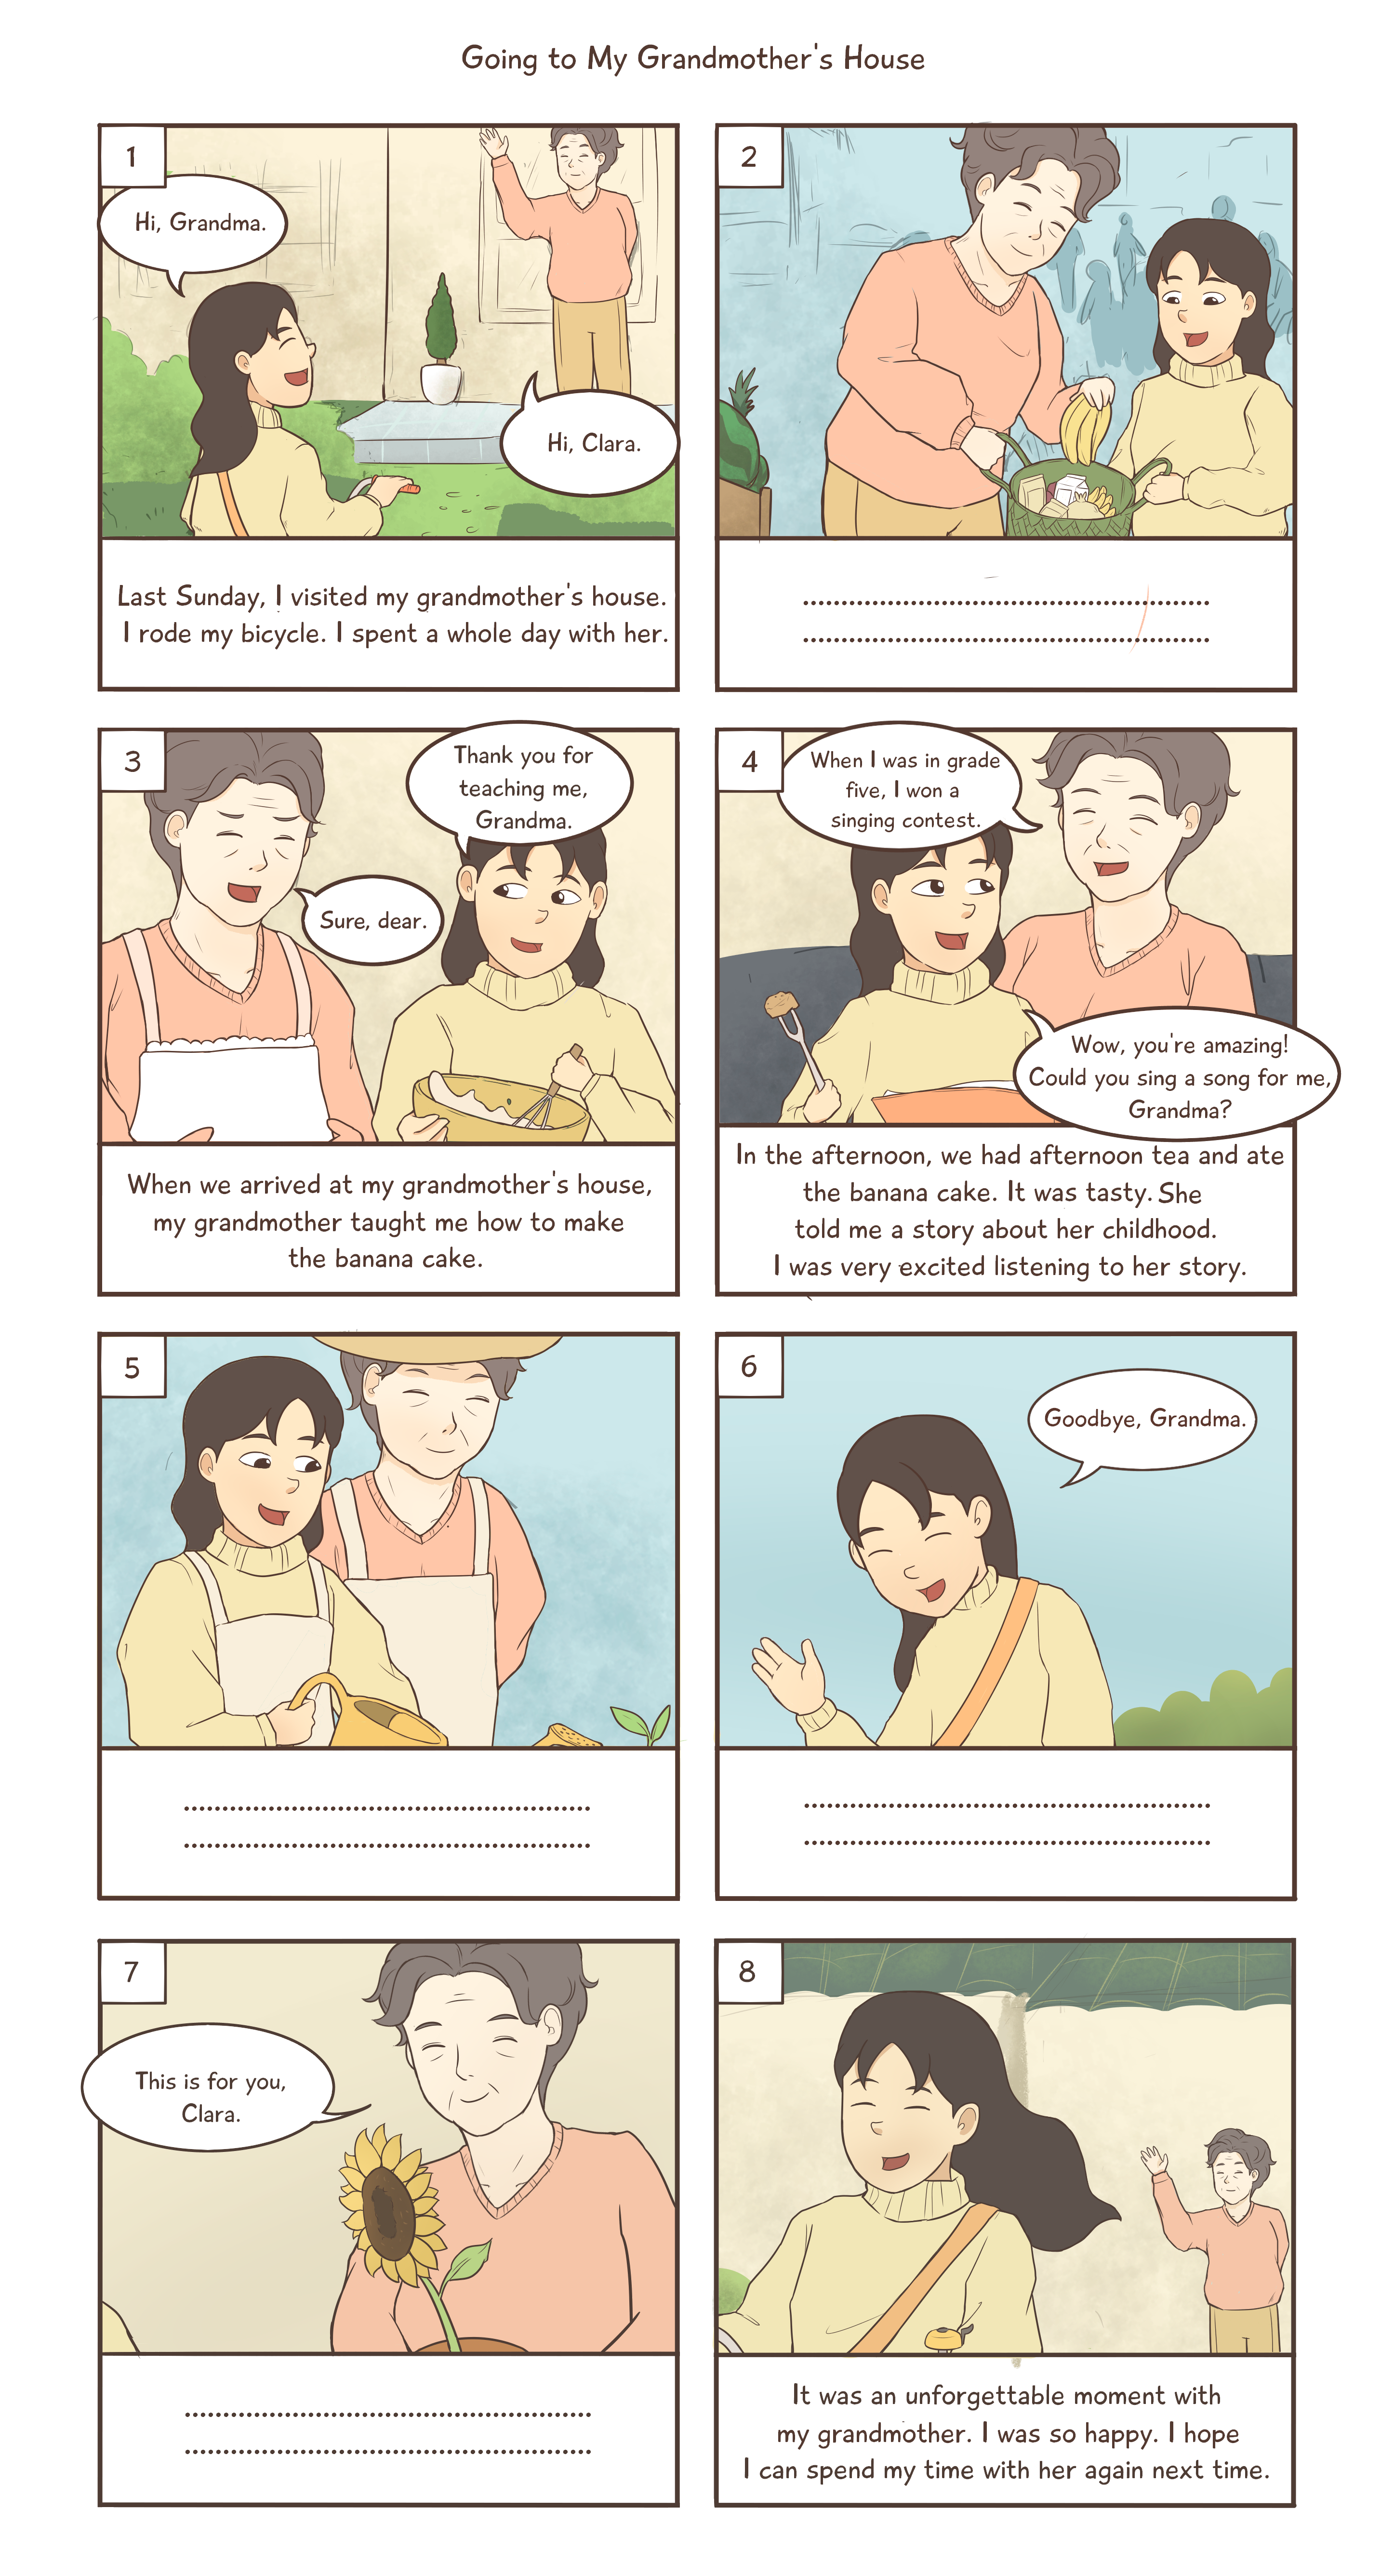 Going to My Grandmother's House
1
Hi, Grandma.
Hi, Clara.
Last Sunday, I visited my grandmother's house.
I rode my bicycle. I spent a whole day with her.
2
3
Thank you for
teaching me,
Grandma.
Sure, dear.
When we arrived at my grandmother's house,
my grandmother taught me how to make
the banana cake.
4
When I was in grade
five, I won a
singing contest.
Wow, you're amazing!
Could you sing a song for me,
Grandma?
In the afternoon, we had afternoon tea and ate
the banana cake. It was tasty. She
told me a story about her childhood.
I was very excited listening to her story.
5
6
Goodbye, Grandma.
7
This is for you,
Clara.
8
It was an unforgettable moment with
my grandmother. I was so happy. I hope
I can spend my time with her again next time.